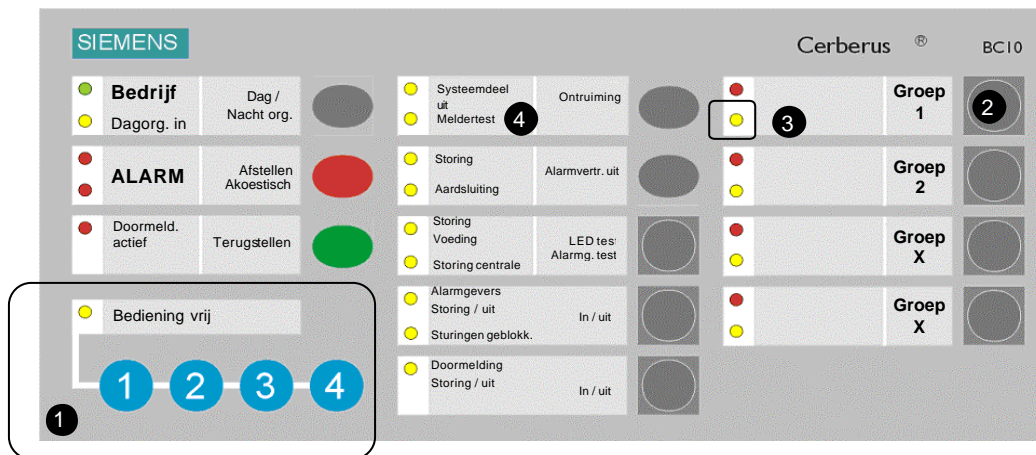 SIEMENS
Cerberus ® BC10
Bedrijf
Dagorg. in
Dag /
Nacht org.
ALARM
Afstellen
Akoestisch
Doormeld.
actief
Terugstellen
Bediening vrij
1 2 3 4
1
Systeemdeel
uit
Meldertest
4
Ontruiming
Storing
Aardsluiting
Alarmvertr. uit
Storing
Voeding
Storing centrale
LED tes
Alarmg. test
Alarmgevers
Storing / uit
Sturingen geblokk.
In / uit
Doormelding
Storing / uit
In / uit
3
Groep
1
2
Groep
2
Groep
X
Groep
X